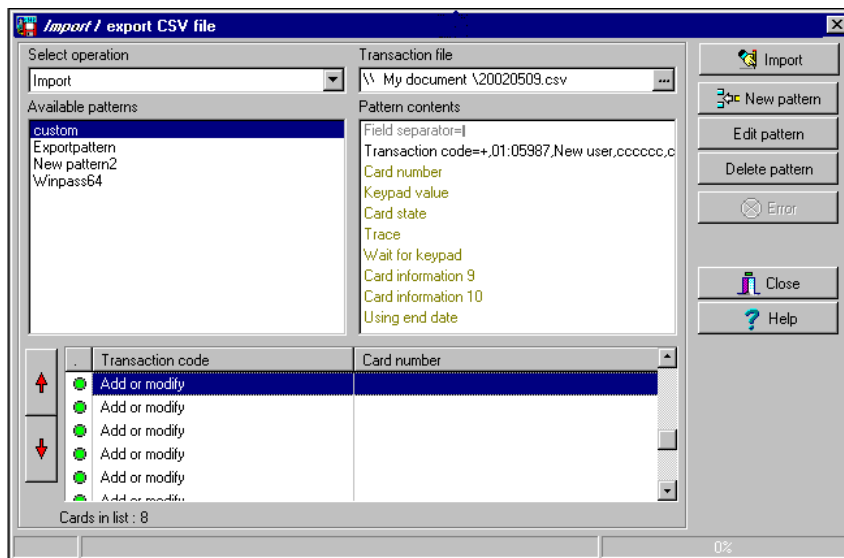 Import / export CSV file
Select operation
Import
Transaction file
\\ My document \20020509.csv
...
Available patterns
custom
Exportpattern
New pattern2
Winpass64
Pattern contents
Field separator=|
Transaction code=+,01:05987,New user,cccccc,c
Card number
Keypad value
Card state
Trace
Wait for keypad
Card information 9
Card information 10
Using end date
Import
New pattern
Edit pattern
Delete pattern
Error
Close
Help
. Transaction code Card number
Add or modify
Add or modify
Add or modify
Add or modify
Add or modify
Add or modify
Cards in list : 8
0%